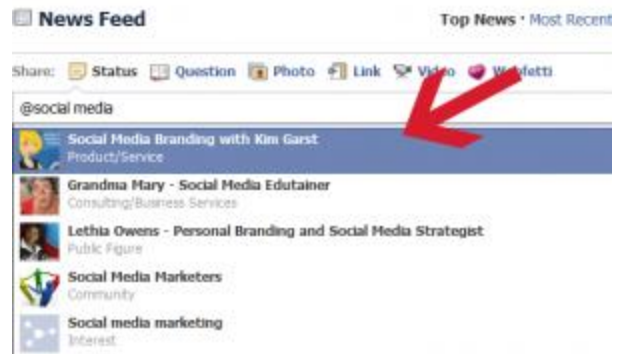 News Feed
Top News · Most Recent
Share: Status Question Photo Link Video Webfetti
@social media
Social Media Branding with Kim Garst
Product/Service
Grandma Mary - Social Media Edutainer
Consulting/Business Services
Lethia Owens - Personal Branding and Social Media Strategist
Public Figure
Social Media Marketers
Community
Social media marketing
Interest